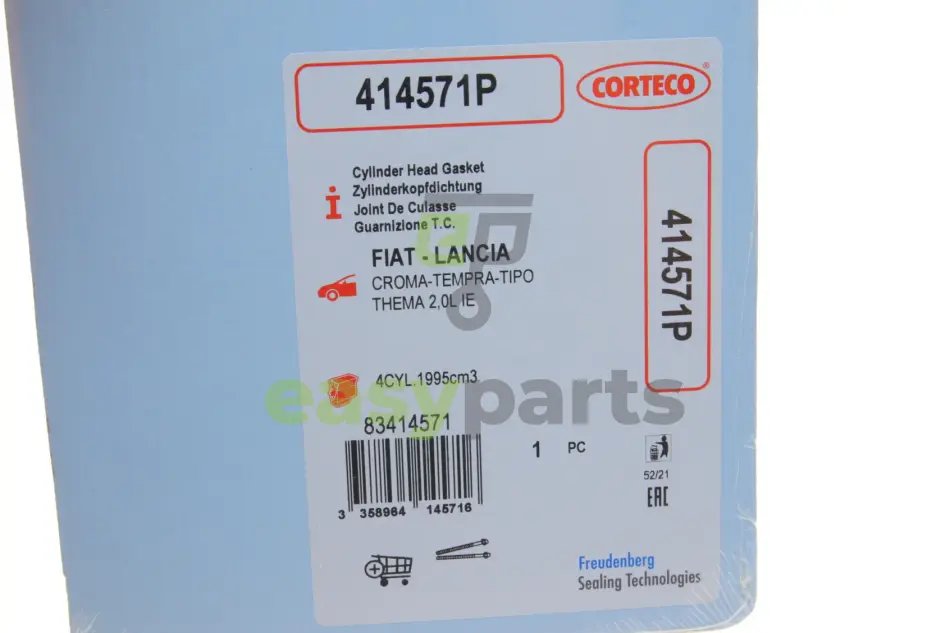 414571P
CORTECO®
Cylinder Head Gasket
Zylinderkopfdichtung
Joint De Culasse
Guarnizione T.C.
FIAT - LANCIA
CROMA-TEMPRA-TIPO
THEMA 2,0L IE
414571P
4CYL.1995cm3
easyparts
83414571
1 PC
52/21
EAC
3 358964 145716
Freudenberg
Sealing Technologies